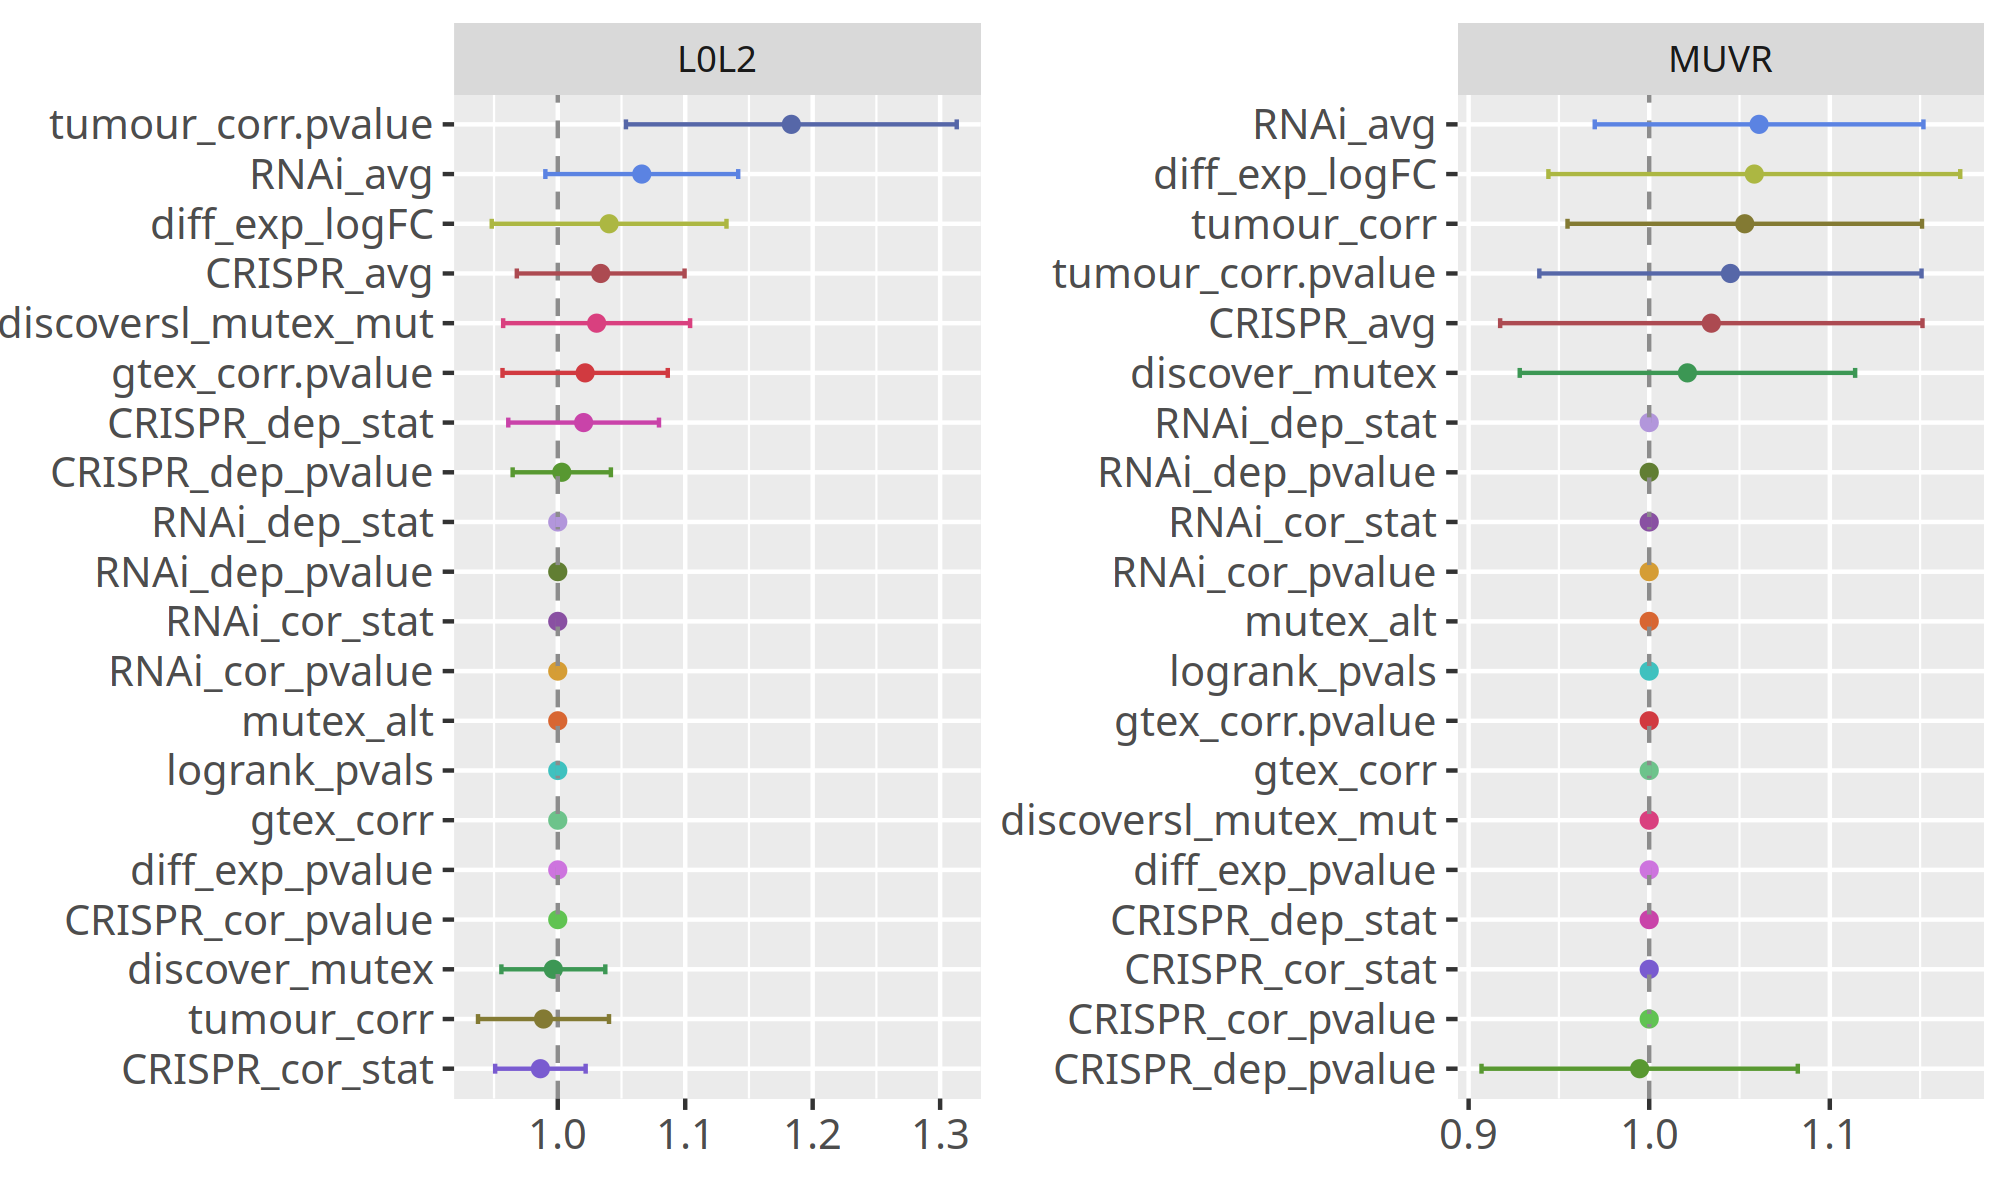 L0L2
tumour_corr.pvalue
RNAi_avg
diff_exp_logFC
CRISPR_avg
discoversl_mutex_mut
gtex_corr.pvalue
CRISPR_dep_stat
CRISPR_dep_pvalue
RNAi_dep_stat
RNAi_dep_pvalue
RNAi_cor_stat
RNAi_cor_pvalue
mutex_alt
logrank_pvals
gtex_corr
diff_exp_pvalue
CRISPR_cor_pvalue
discover_mutex
tumour_corr
CRISPR_cor_stat
1.0 1.1 1.2 1.3
MUVR
RNAi_avg
diff_exp_logFC
tumour_corr
tumour_corr.pvalue
CRISPR_avg
discover_mutex
RNAi_dep_stat
RNAi_dep_pvalue
RNAi_cor_stat
RNAi_cor_pvalue
mutex_alt
logrank_pvals
gtex_corr.pvalue
gtex_corr
discoversl_mutex_mut
diff_exp_pvalue
CRISPR_dep_stat
CRISPR_cor_stat
CRISPR_cor_pvalue
CRISPR_dep_pvalue
0.9 1.0 1.1